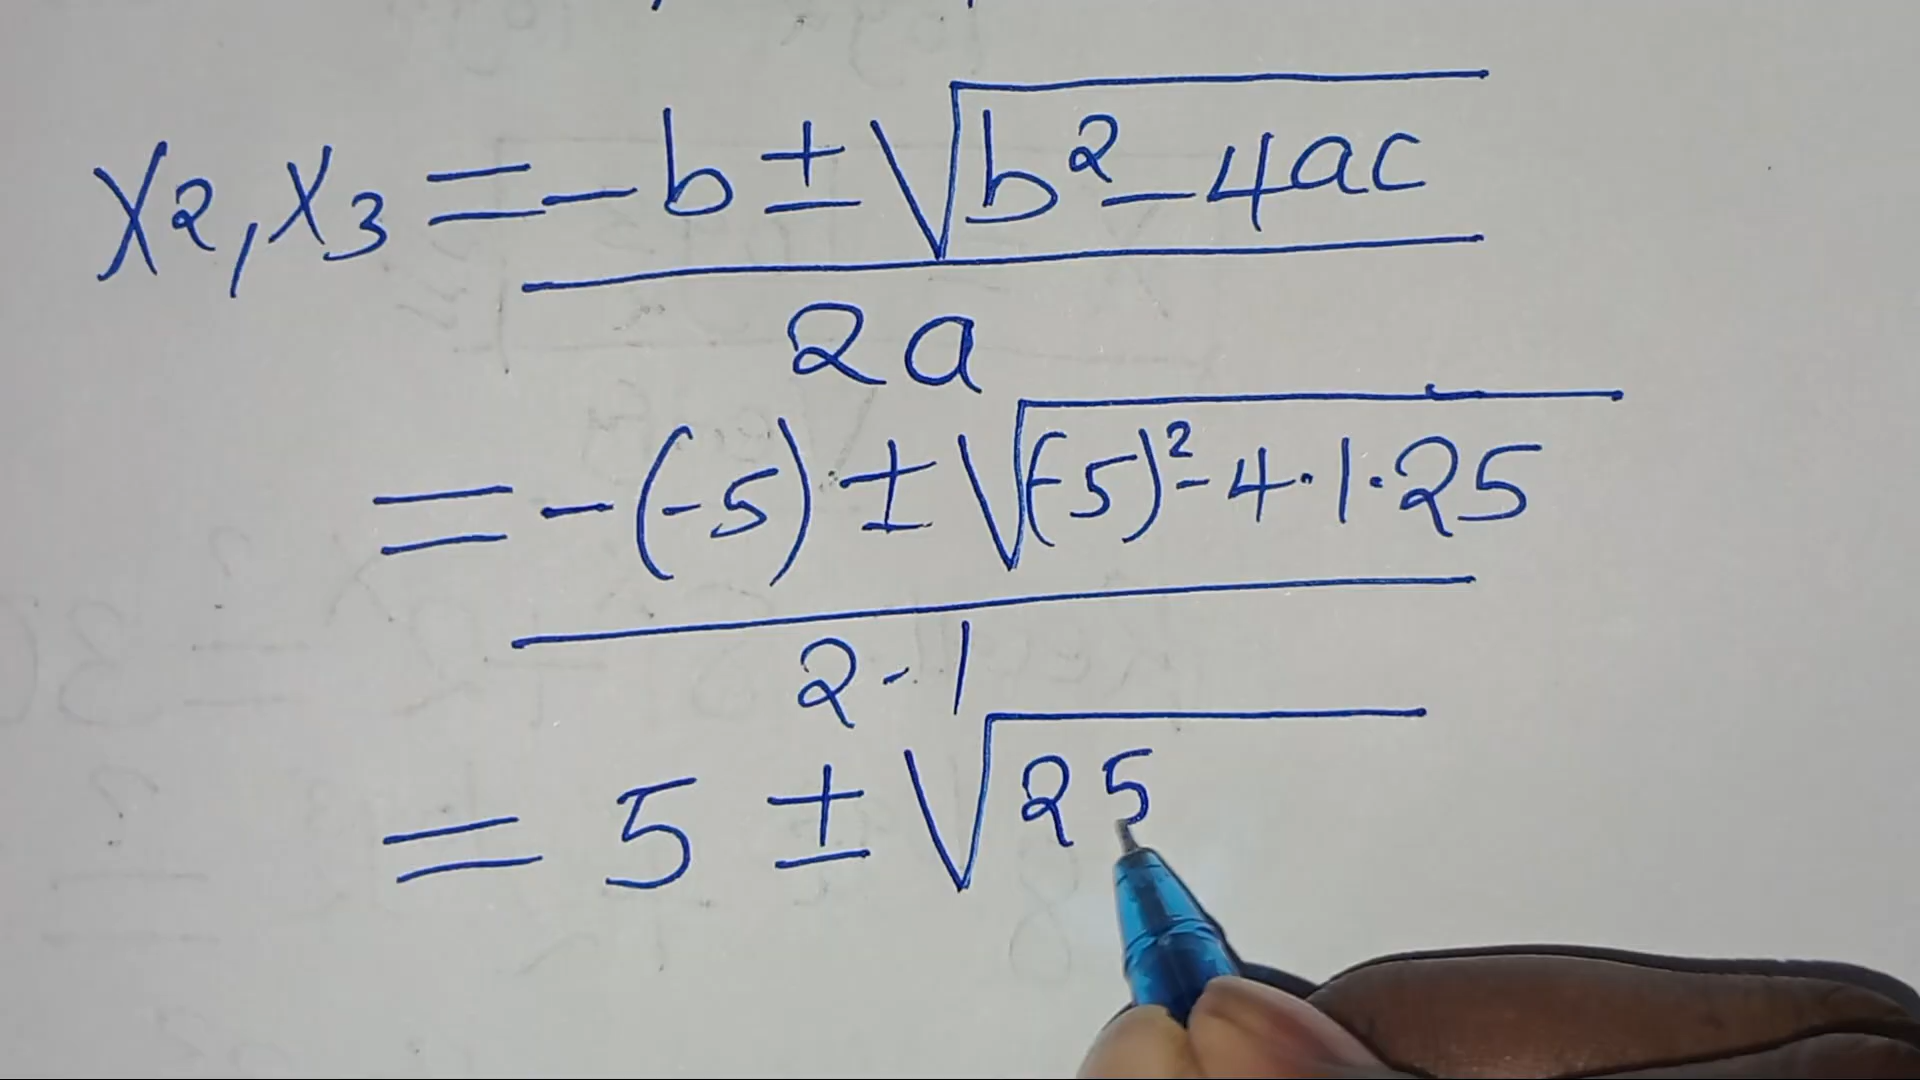 X2, X3 = -b ± √b² - 4ac
2a
= -(-5) ± √(-5)² - 4·1·25
2·1
= 5 ± √25